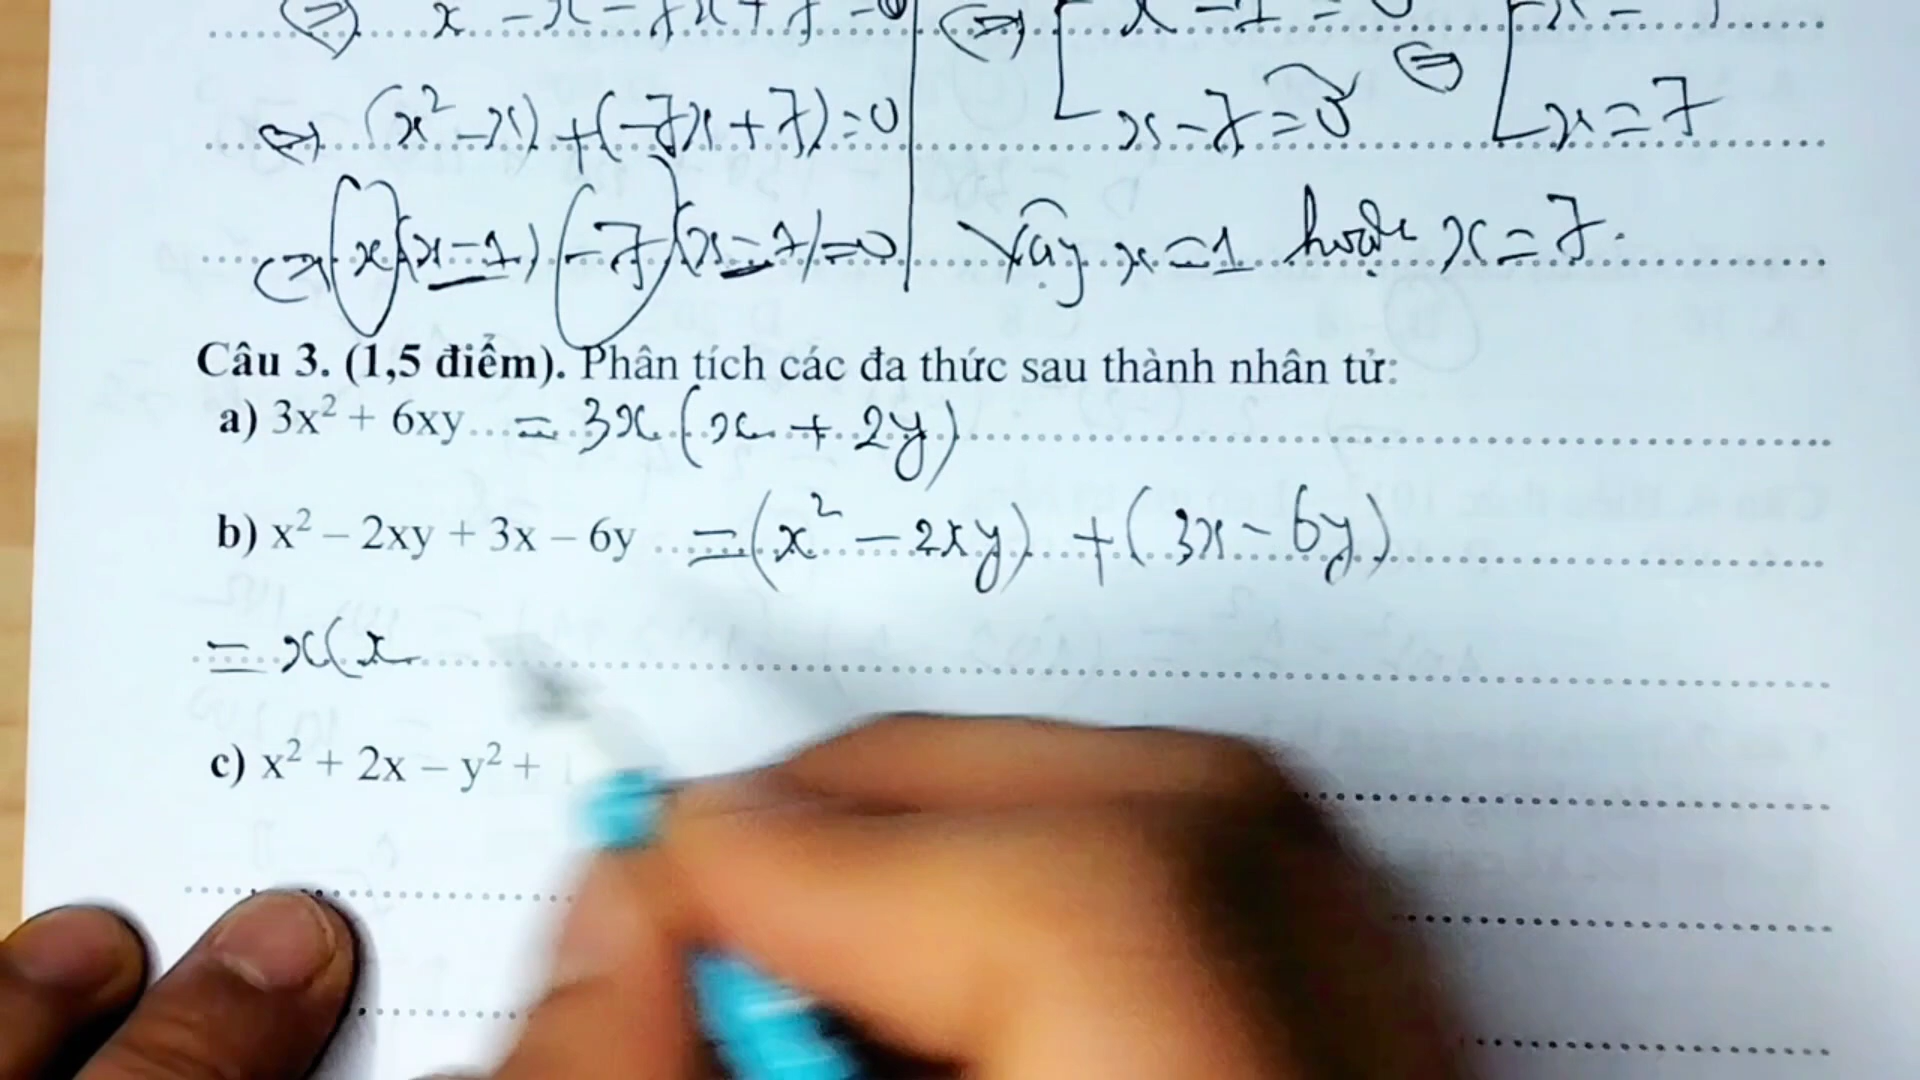 ⇔ (x² – x) + (–7x + 7) = 0
x – 7 = 0 ⇔ x = 7
⇔ x(x – 1) – 7(x – 1) = 0
Vậy x = 1 hoặc x = 7.
Câu 3. (1,5 điểm). Phân tích các đa thức sau thành nhân tử:
a) 3x² + 6xy = 3x(x + 2y)
b) x² – 2xy + 3x – 6y = (x² – 2xy) + (3x – 6y)
= x(x
c) x² + 2x – y² +